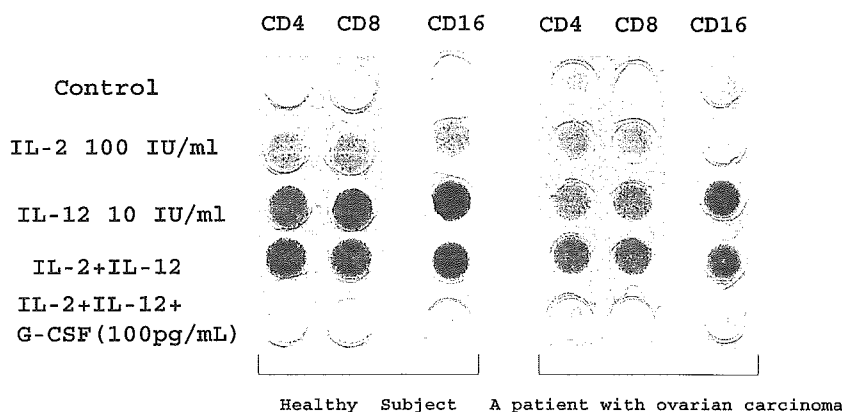 CD4 CD8 CD16 CD4 CD8 CD16
Control
IL-2 100 IU/ml
IL-12 10 IU/ml
IL-2+IL-12
IL-2+IL-12+
G-CSF(100pg/mL)
Healthy Subject A patient with ovarian carcinoma